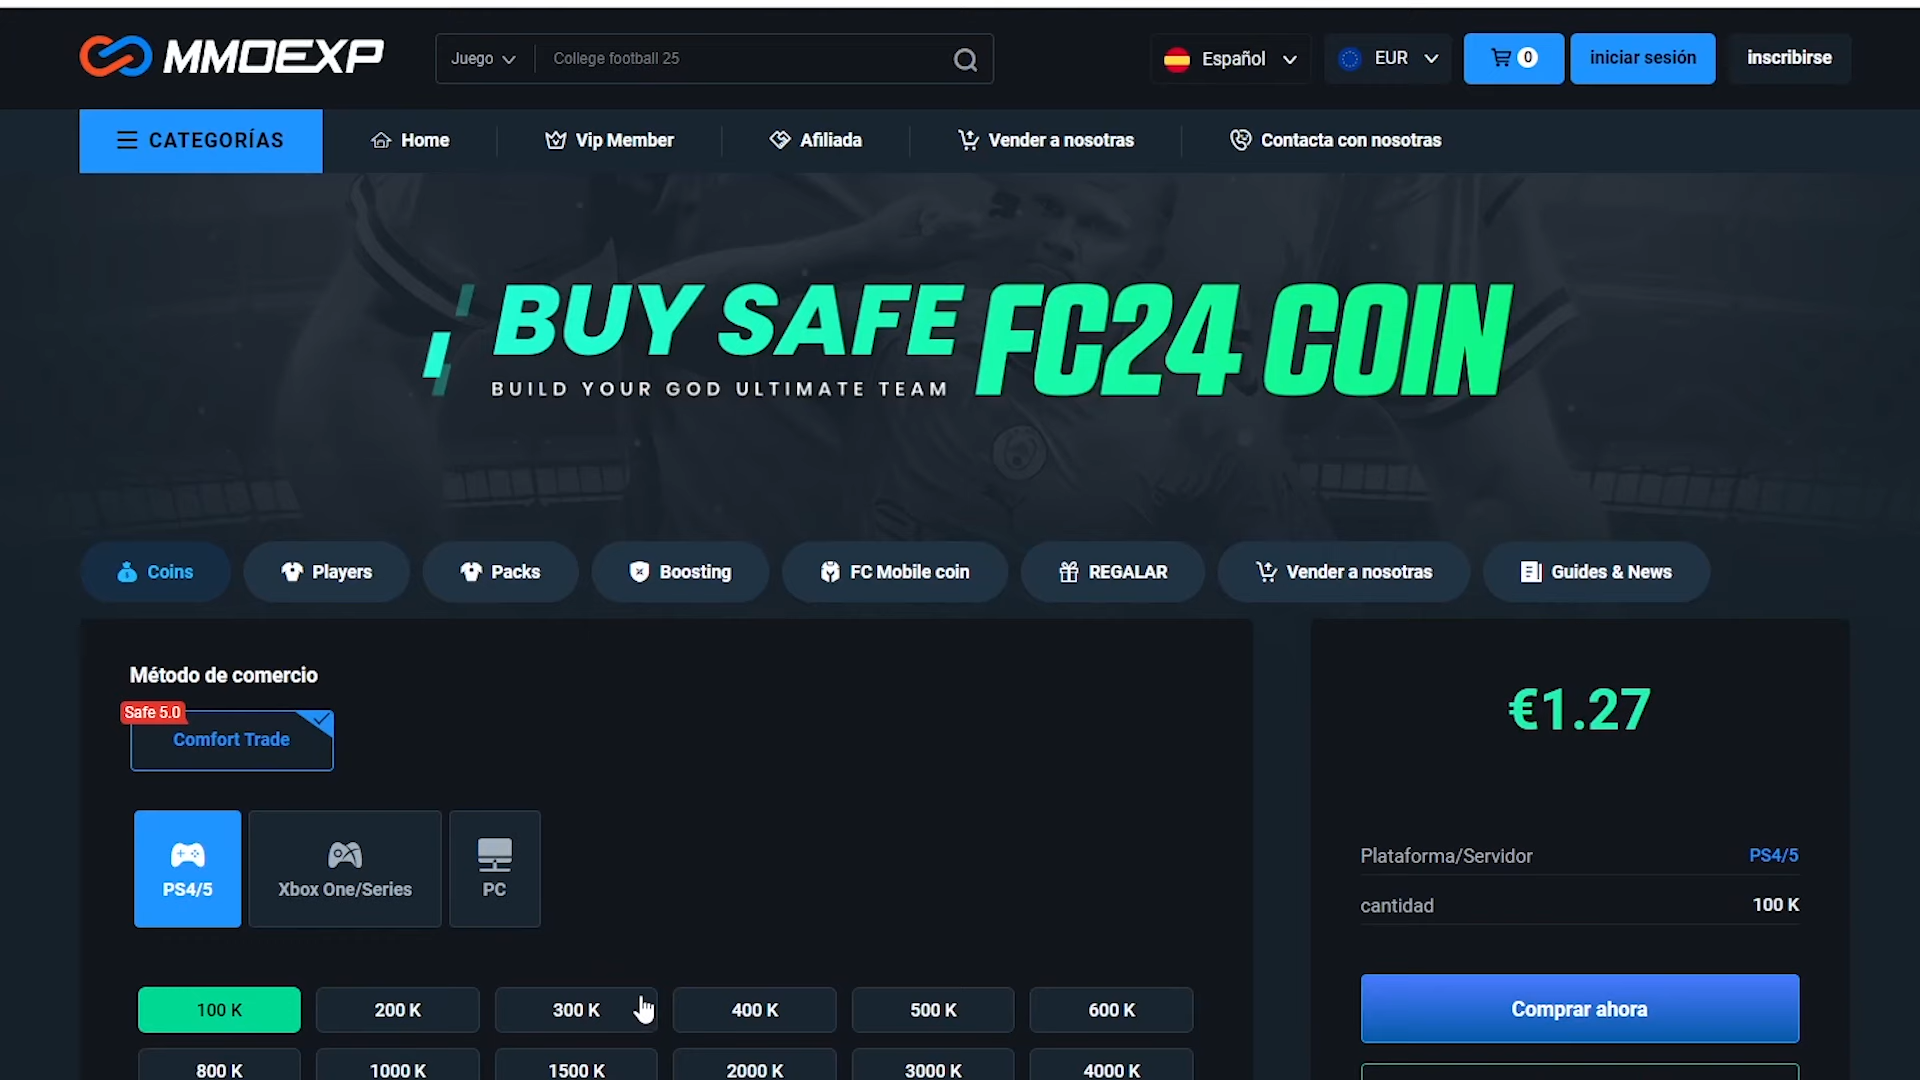 MMOEXP
Juego
College football 25
Español
EUR
0
iniciar sesión
inscribirse
CATEGORÍAS
Home
Vip Member
Afiliada
Vender a nosotras
Contacta con nosotras
BUY SAFE FC24 COIN
BUILD YOUR GOD ULTIMATE TEAM
Coins
Players
Packs
Boosting
FC Mobile coin
REGALAR
Vender a nosotras
Guides & News
Método de comercio
Safe 5.0
Comfort Trade
PS4/5
Xbox One/Series
PC
100 K
200 K
300 K
400 K
500 K
600 K
800 K
1000 K
1500 K
2000 K
3000 K
4000 K
€1.27
Plataforma/Servidor
PS4/5
cantidad
100 K
Comprar ahora